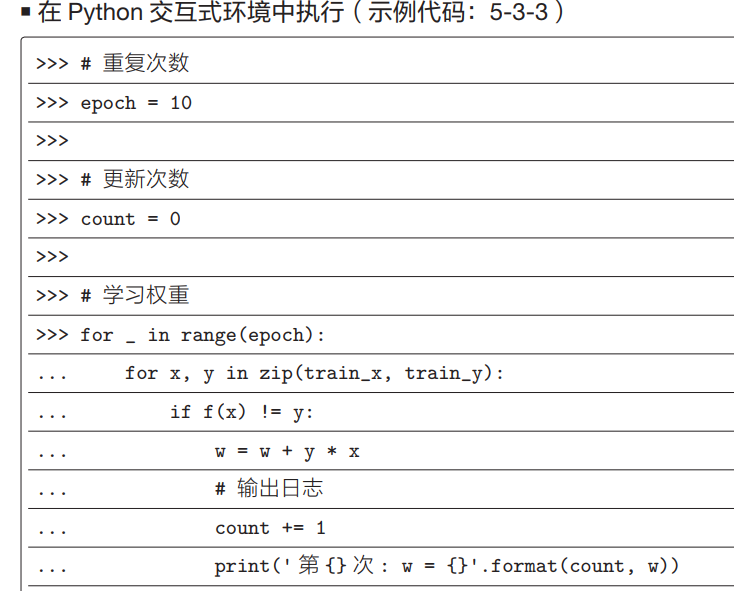 ■ 在 Python 交互式环境中执行（示例代码：5-3-3）
>>> # 重复次数
>>> epoch = 10
>>>
>>> # 更新次数
>>> count = 0
>>>
>>> # 学习权重
>>> for _ in range(epoch):
...     for x, y in zip(train_x, train_y):
...         if f(x) != y:
...             w = w + y * x
...             # 输出日志
...             count += 1
...             print('第{}次: w = {}'.format(count, w))